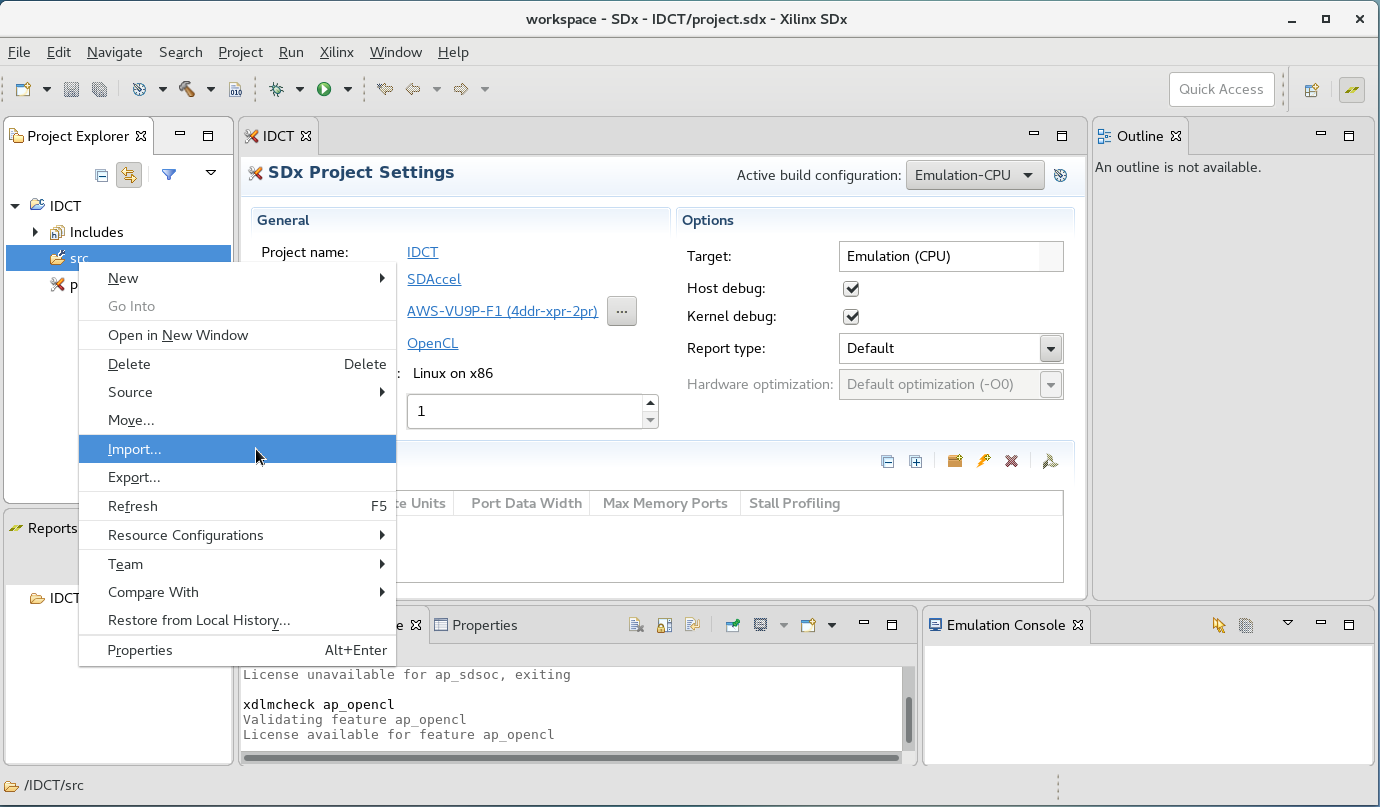 workspace - SDx - IDCT/project.sdx - Xilinx SDx
File Edit Navigate Search Project Run Xilinx Window Help
010
Quick Access
Project Explorer
IDCT
Includes
src
p
New
Go Into
Open in New Window
Delete Delete
Source
Move...
Import...
Export...
Refresh F5
Resource Configurations
Team
Compare With
Restore from Local History...
Properties Alt+Enter
Reports
IDCT
IDCT
SDx Project Settings
Active build configuration: Emulation-CPU
General
Project name: IDCT
SDAccel
AWS-VU9P-F1 (4ddr-xpr-2pr) ...
OpenCL
: Linux on x86
1
Options
Target: Emulation (CPU)
Host debug:
Kernel debug:
Report type: Default
Hardware optimization: Default optimization (-O0)
te Units Port Data Width Max Memory Ports Stall Profiling
Outline
An outline is not available.
e Properties
License unavailable for ap_sdsoc, exiting
xdlmcheck ap_opencl
Validating feature ap_opencl
License available for feature ap_opencl
Emulation Console
/IDCT/src